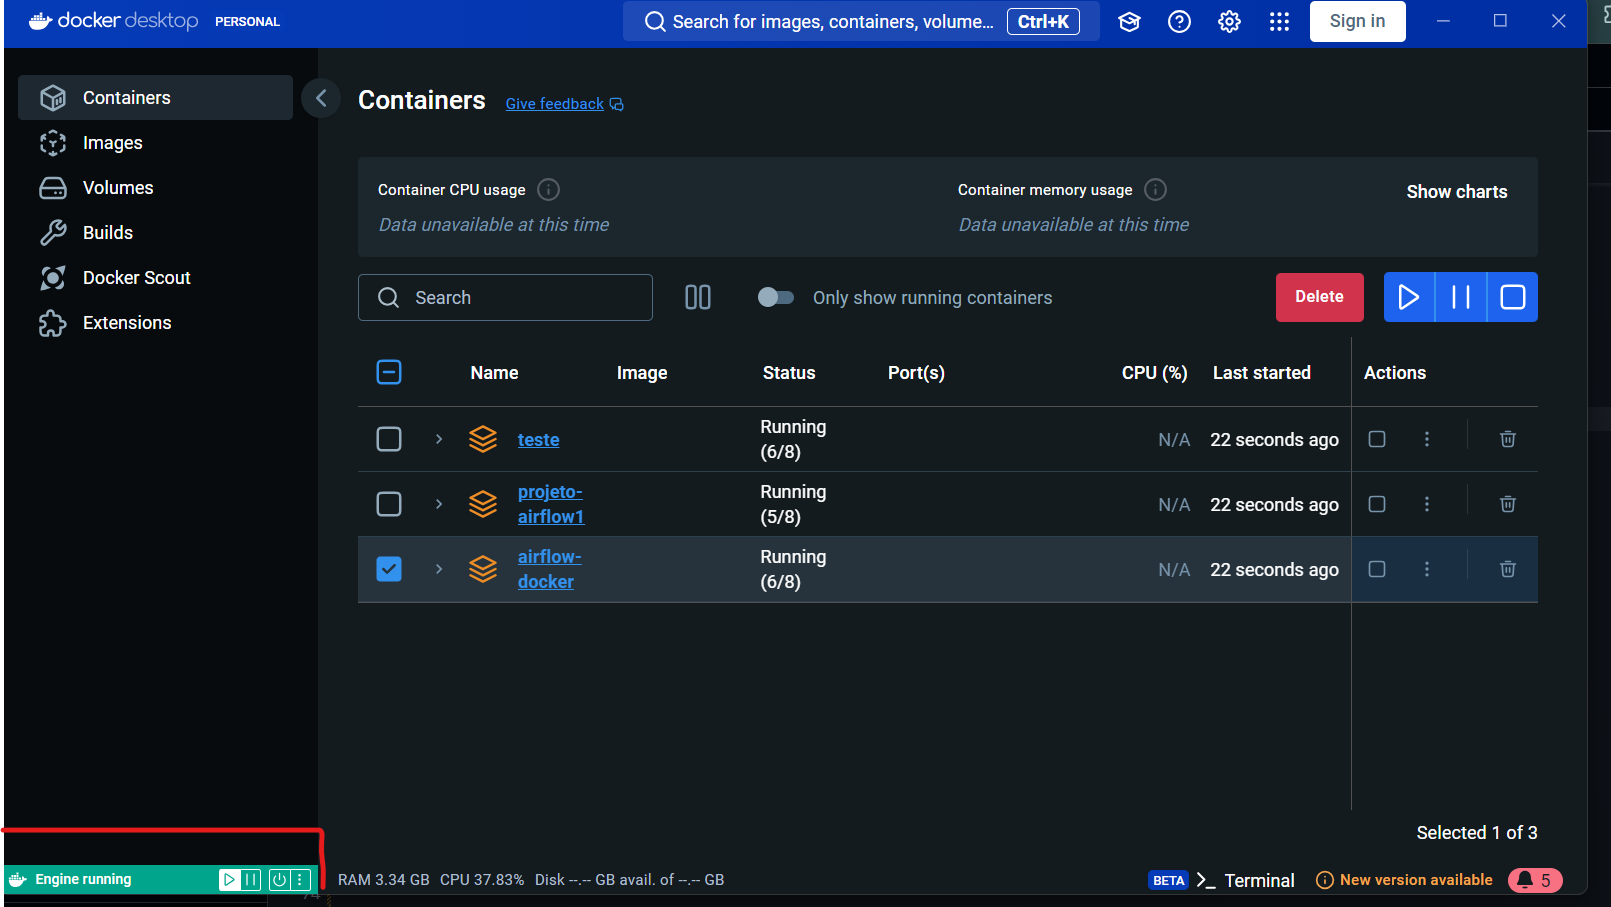 docker desktop PERSONAL
Search for images, containers, volume... Ctrl+K
Sign in
Containers
Images
Volumes
Builds
Docker Scout
Extensions
Containers Give feedback
Container CPU usage
Data unavailable at this time
Container memory usage
Data unavailable at this time
Show charts
Search
Only show running containers
Delete
Name Image Status Port(s) CPU (%) Last started Actions
teste Running (6/8) N/A 22 seconds ago
projeto-airflow1 Running (5/8) N/A 22 seconds ago
airflow-docker Running (6/8) N/A 22 seconds ago
Selected 1 of 3
Engine running
RAM 3.34 GB CPU 37.83% Disk --.-- GB avail. of --.-- GB
BETA >_ Terminal
New version available
5